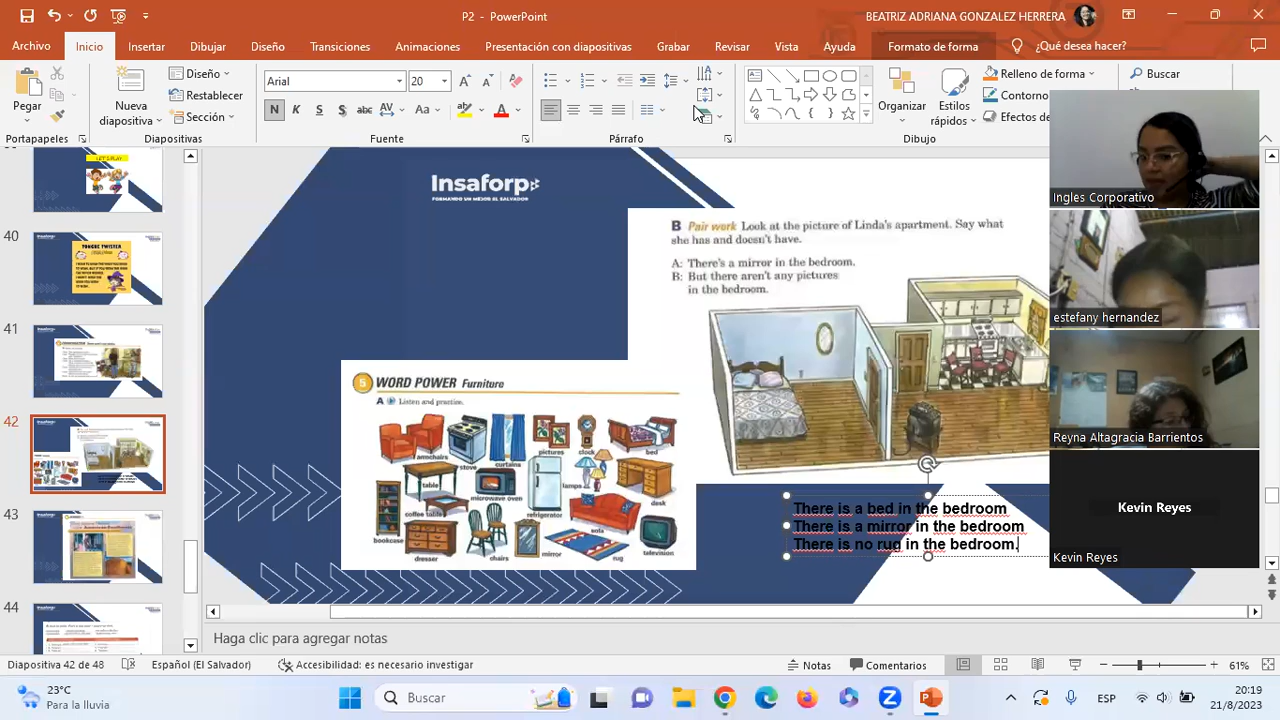 P2 - PowerPoint
BEATRIZ ADRIANA GONZALEZ HERRERA
Archivo Inicio Insertar Dibujar Diseño Transiciones Animaciones Presentación con diapositivas Grabar Revisar Vista Ayuda Formato de forma ¿Qué desea hacer?
Pegar
Nueva diapositiva
Diseño
Restablecer
Sección
Arial 20
N K S S abc AV Aa A
Organizar
Estilos rápidos
Relleno de forma
Contorno
Efectos de
Buscar
Portapapeles Diapositivas Fuente Párrafo Dibujo
LET'S PLAY
40
TONGUE TWISTER
41
42
43
44
Insaforp
FORMANDO UN MEJOR EL SALVADOR
B Pair work Look at the picture of Linda's apartment. Say what
she has and doesn't have.
A: There's a mirror in the bedroom.
B: But there aren't any pictures
in the bedroom.
5 WORD POWER Furniture
A Listen and practice.
armchairs
stove
curtains
pictures
clock
bed
table
microwave oven
refrigerator
lamps
desk
coffee table
bookcase
dresser
chairs
mirror
sofa
rug
television
There is a bed in the bedroom
There is a mirror in the bedroom
There is no rug in the bedroom
Ingles Corporativo
estefany hernandez
Reyna Altagracia Barrientos
Kevin Reyes
Kevin Reyes
Haga clic para agregar notas
Diapositiva 42 de 48 Español (El Salvador) Accesibilidad: es necesario investigar Notas Comentarios 61%
23°C
Para la lluvia
Buscar
ESP
20:19
21/8/2023